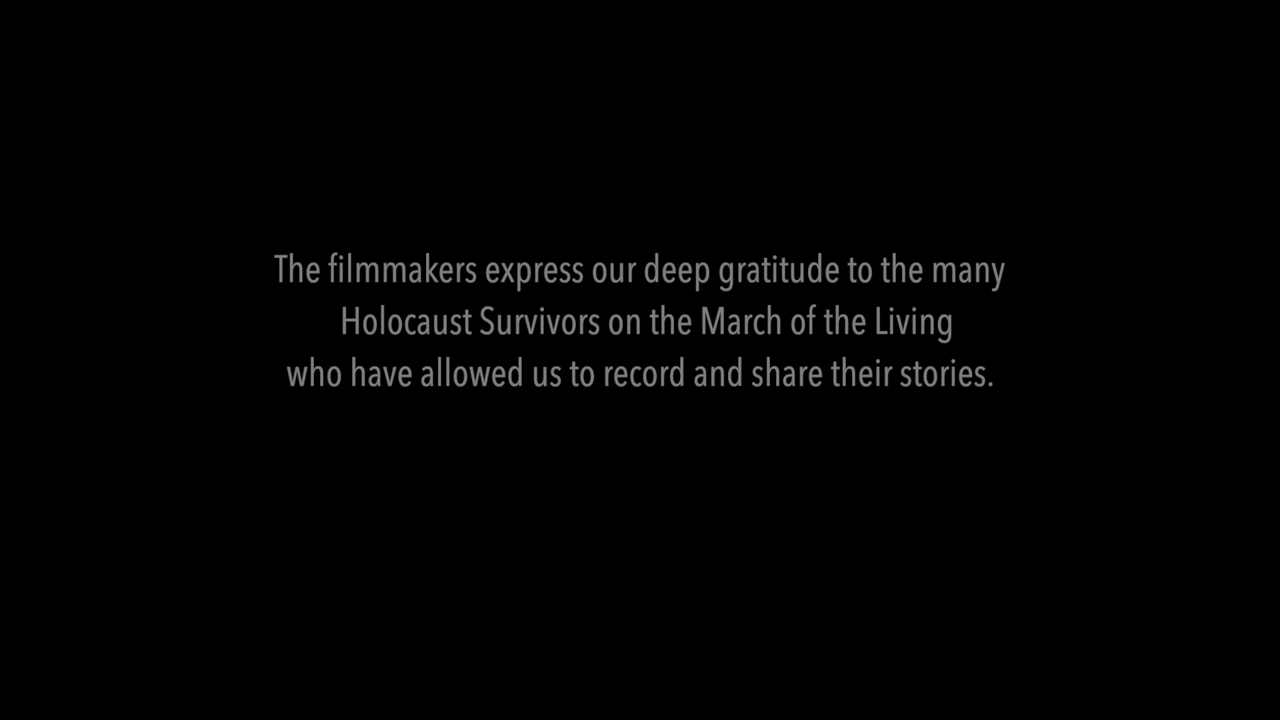 The filmmakers express our deep gratitude to the many
Holocaust Survivors on the March of the Living
who have allowed us to record and share their stories.